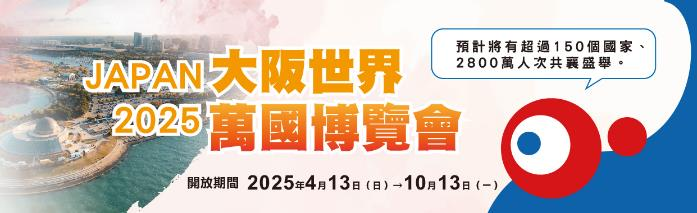 JAPAN 大阪世界
2025 萬國博覽會
預計將有超過150個國家、
2800萬人次共襄盛舉。
開放期間 2025年4月13日（日）→10月13日（一）